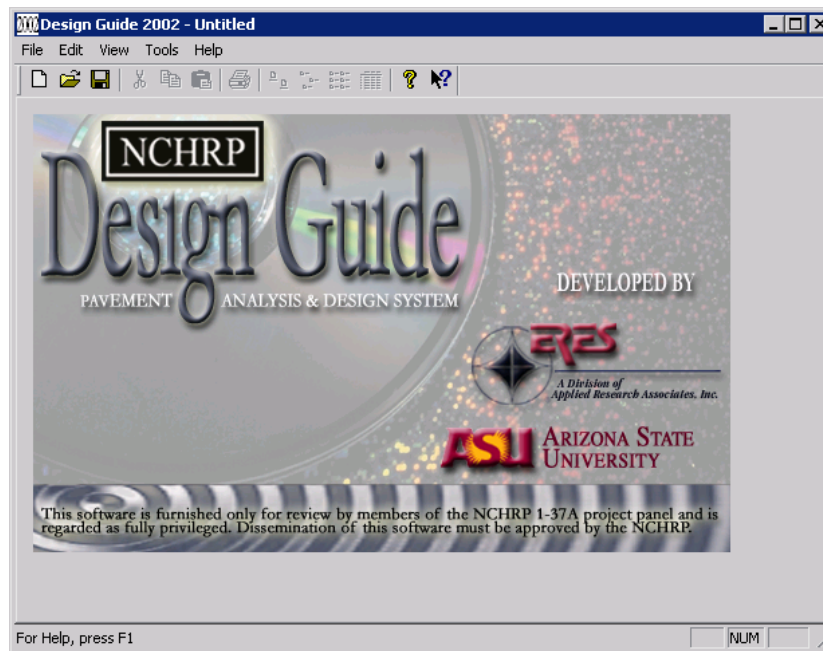 Design Guide 2002 - Untitled
File Edit View Tools Help
NCHRP
Design Guide
PAVEMENT ANALYSIS & DESIGN SYSTEM
DEVELOPED BY
ERES
A Division of
Applied Research Associates, Inc.
ASU ARIZONA STATE
UNIVERSITY
This software is furnished only for review by members of the NCHRP 1-37A project panel and is
regarded as fully privileged. Dissemination of this software must be approved by the NCHRP.
For Help, press F1
NUM